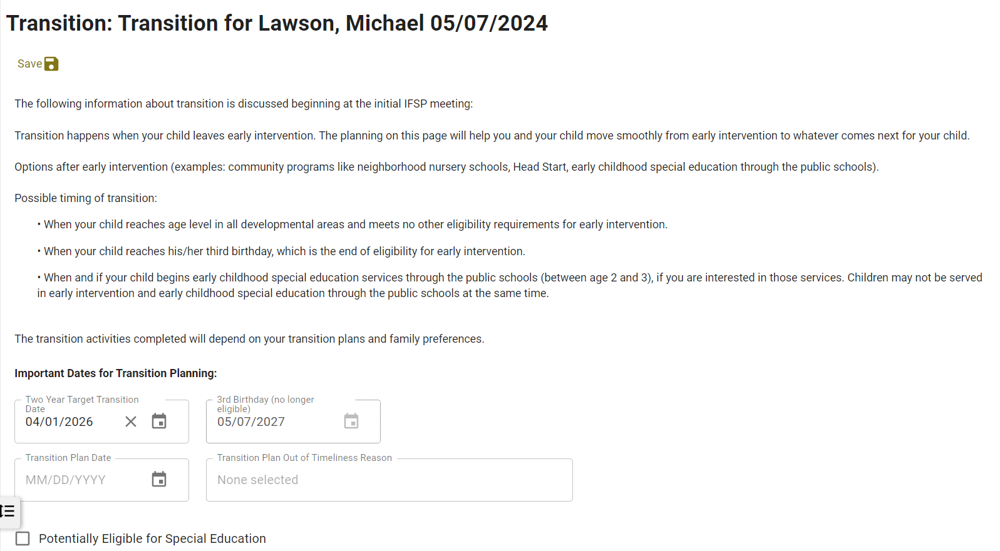 Transition: Transition for Lawson, Michael 05/07/2024
Save
The following information about transition is discussed beginning at the initial IFSP meeting:
Transition happens when your child leaves early intervention. The planning on this page will help you and your child move smoothly from early intervention to whatever comes next for your child.
Options after early intervention (examples: community programs like neighborhood nursery schools, Head Start, early childhood special education through the public schools).
Possible timing of transition:
• When your child reaches age level in all developmental areas and meets no other eligibility requirements for early intervention.
• When your child reaches his/her third birthday, which is the end of eligibility for early intervention.
• When and if your child begins early childhood special education services through the public schools (between age 2 and 3), if you are interested in those services. Children may not be served
in early intervention and early childhood special education through the public schools at the same time.
The transition activities completed will depend on your transition plans and family preferences.
Important Dates for Transition Planning:
Two Year Target Transition
Date
04/01/2026
3rd Birthday (no longer
eligible)
05/07/2027
Transition Plan Date
MM/DD/YYYY
Transition Plan Out of Timeliness Reason
None selected
Potentially Eligible for Special Education